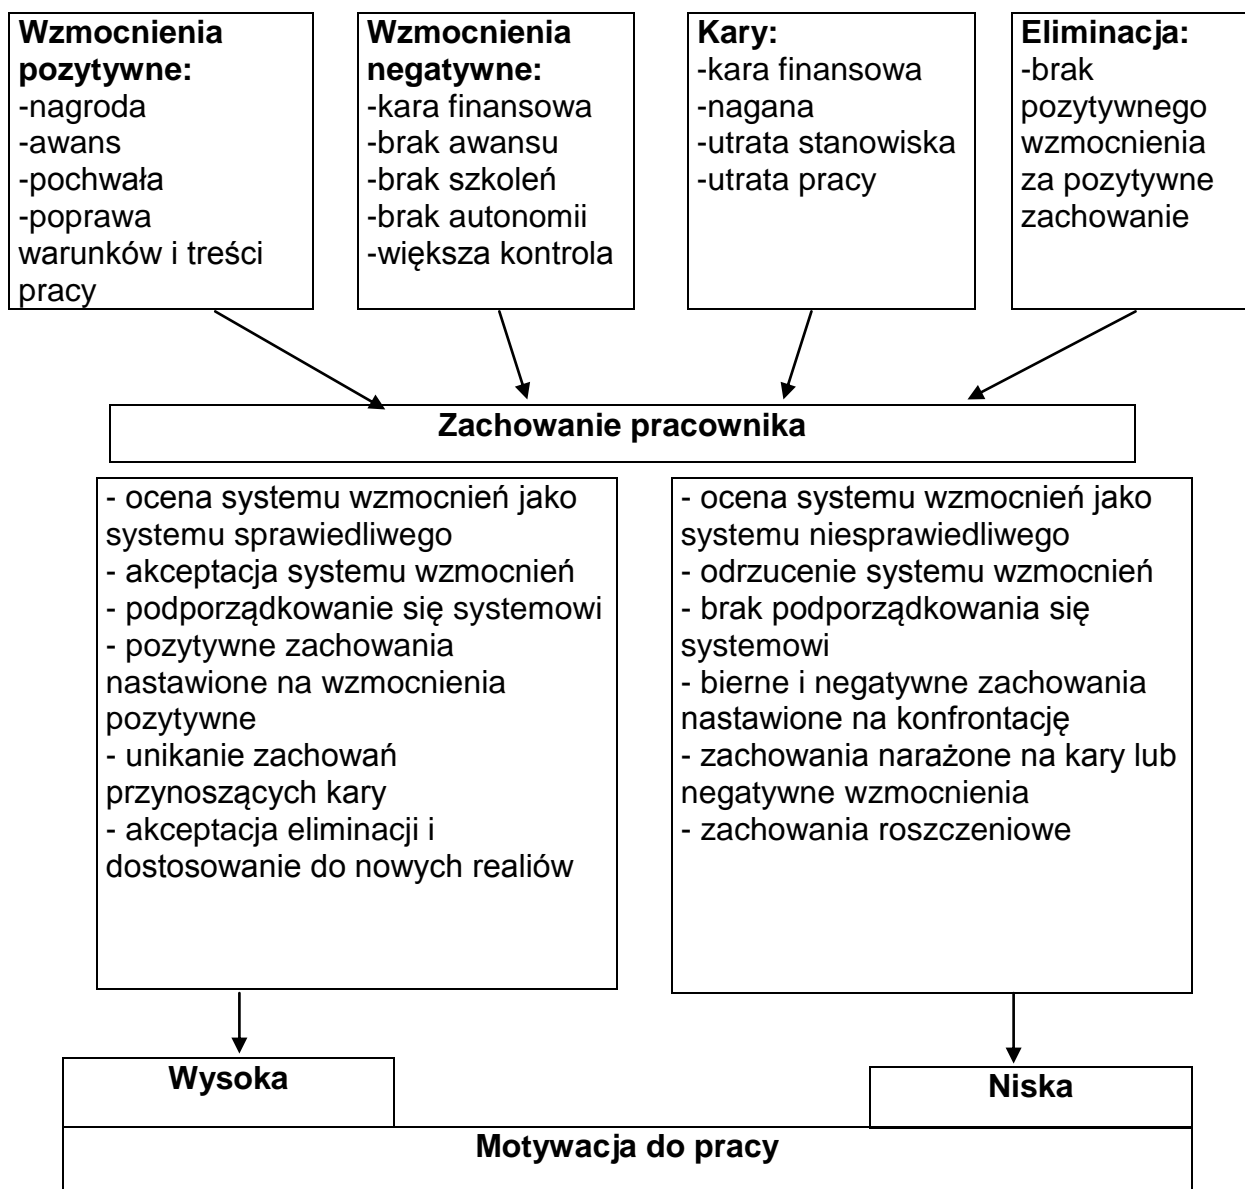 Wzmocnienia
pozytywne:
-nagroda
-awans
-pochwała
-poprawa
warunków i treści
pracy
Wzmocnienia
negatywne:
-kara finansowa
-brak awansu
-brak szkoleń
-brak autonomii
-większa kontrola
Kary:
-kara finansowa
-nagana
-utrata stanowiska
-utrata pracy
Eliminacja:
-brak
pozytywnego
wzmocnienia
za pozytywne
zachowanie
Zachowanie pracownika
- ocena systemu wzmocnień jako
systemu sprawiedliwego
- akceptacja systemu wzmocnień
- podporządkowanie się systemowi
- pozytywne zachowania
nastawione na wzmocnienia
pozytywne
- unikanie zachowań
przynoszących kary
- akceptacja eliminacji i
dostosowanie do nowych realiów
- ocena systemu wzmocnień jako
systemu niesprawiedliwego
- odrzucenie systemu wzmocnień
- brak podporządkowania się
systemowi
- bierne i negatywne zachowania
nastawione na konfrontację
- zachowania narażone na kary lub
negatywne wzmocnienia
- zachowania roszczeniowe
Wysoka
Niska
Motywacja do pracy